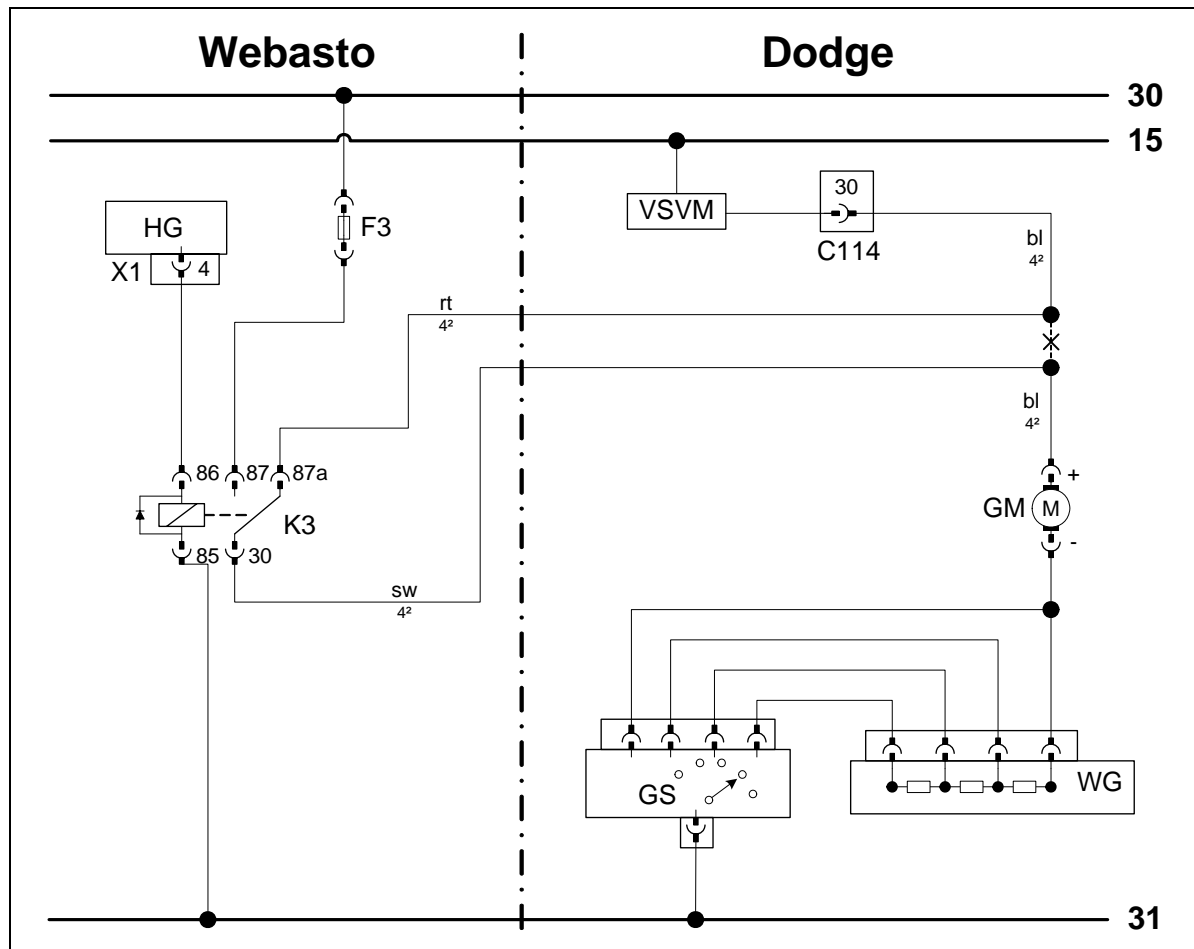 Webasto
Dodge
30
15
HG
F3
VSVM
30
C114
X1
4
bl
4²
rt
4²
bl
4²
86
87
87a
+
GM
M
K3
-
85
30
sw
4²
GS
WG
31